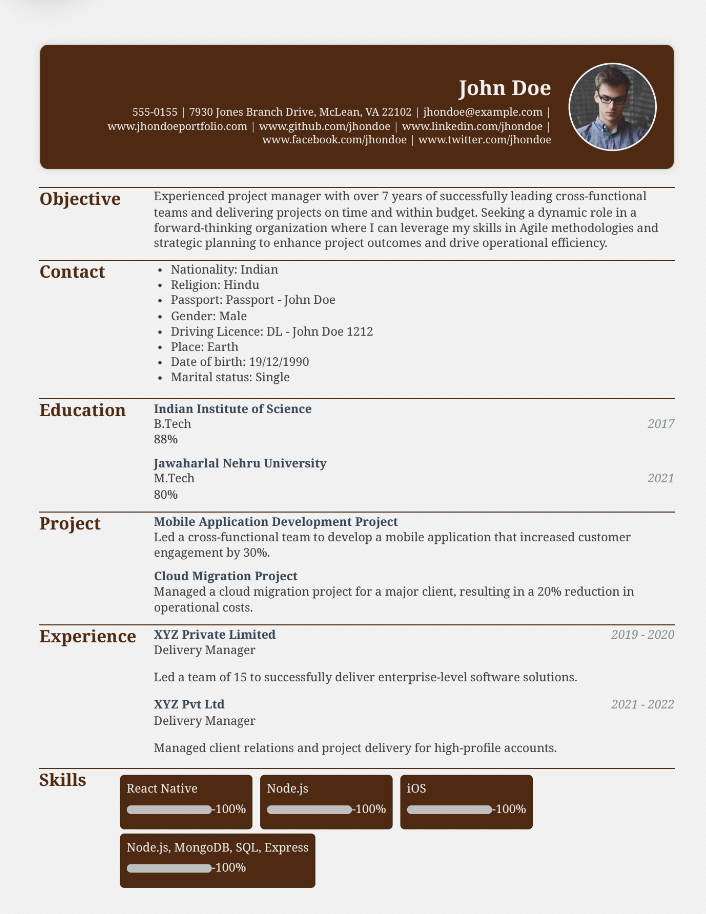 John Doe
555-0155 | 7930 Jones Branch Drive, McLean, VA 22102 | jhondoe@example.com |
www.jhondoeportfolio.com | www.github.com/jhondoe | www.linkedin.com/jhondoe |
www.facebook.com/jhondoe | www.twitter.com/jhondoe
Objective
Experienced project manager with over 7 years of successfully leading cross-functional
teams and delivering projects on time and within budget. Seeking a dynamic role in a
forward-thinking organization where I can leverage my skills in Agile methodologies and
strategic planning to enhance project outcomes and drive operational efficiency.
Contact
• Nationality: Indian
• Religion: Hindu
• Passport: Passport - John Doe
• Gender: Male
• Driving Licence: DL - John Doe 1212
• Place: Earth
• Date of birth: 19/12/1990
• Marital status: Single
Education
Indian Institute of Science
B.Tech 2017
88%
Jawaharlal Nehru University
M.Tech 2021
80%
Project
Mobile Application Development Project
Led a cross-functional team to develop a mobile application that increased customer
engagement by 30%.
Cloud Migration Project
Managed a cloud migration project for a major client, resulting in a 20% reduction in
operational costs.
Experience
XYZ Private Limited 2019 - 2020
Delivery Manager
Led a team of 15 to successfully deliver enterprise-level software solutions.
XYZ Pvt Ltd 2021 - 2022
Delivery Manager
Managed client relations and project delivery for high-profile accounts.
Skills
React Native Node.js iOS
-100% -100% -100%
Node.js, MongoDB, SQL, Express
-100%